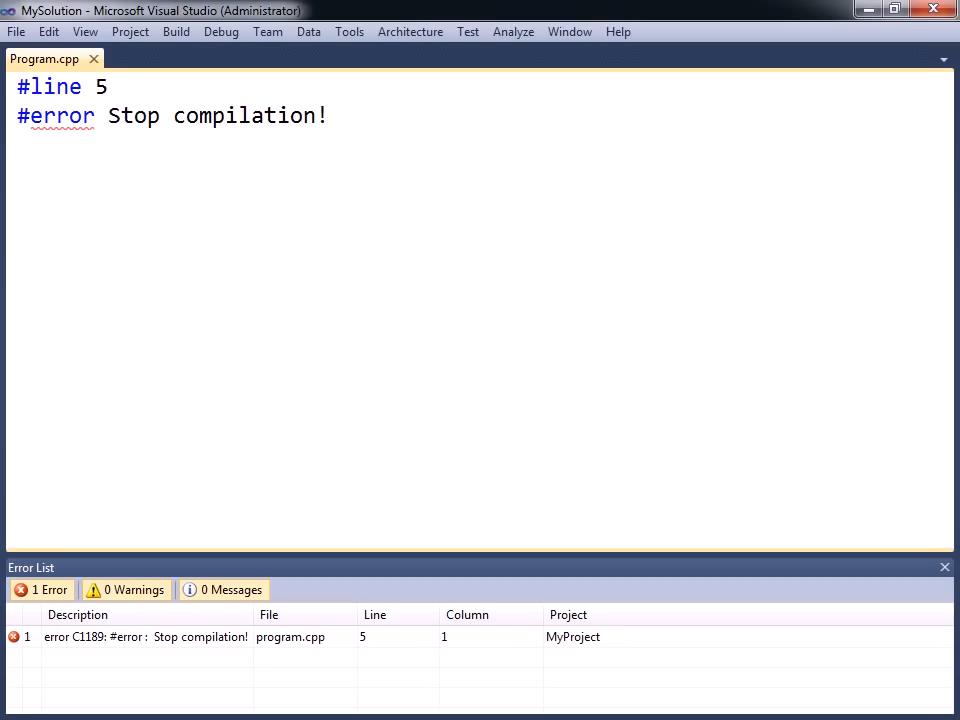 MySolution - Microsoft Visual Studio (Administrator)
File Edit View Project Build Debug Team Data Tools Architecture Test Analyze Window Help
Program.cpp
#line 5
#error Stop compilation!
Error List
1 Error 0 Warnings 0 Messages
Description File Line Column Project
1 error C1189: #error : Stop compilation! program.cpp 5 1 MyProject